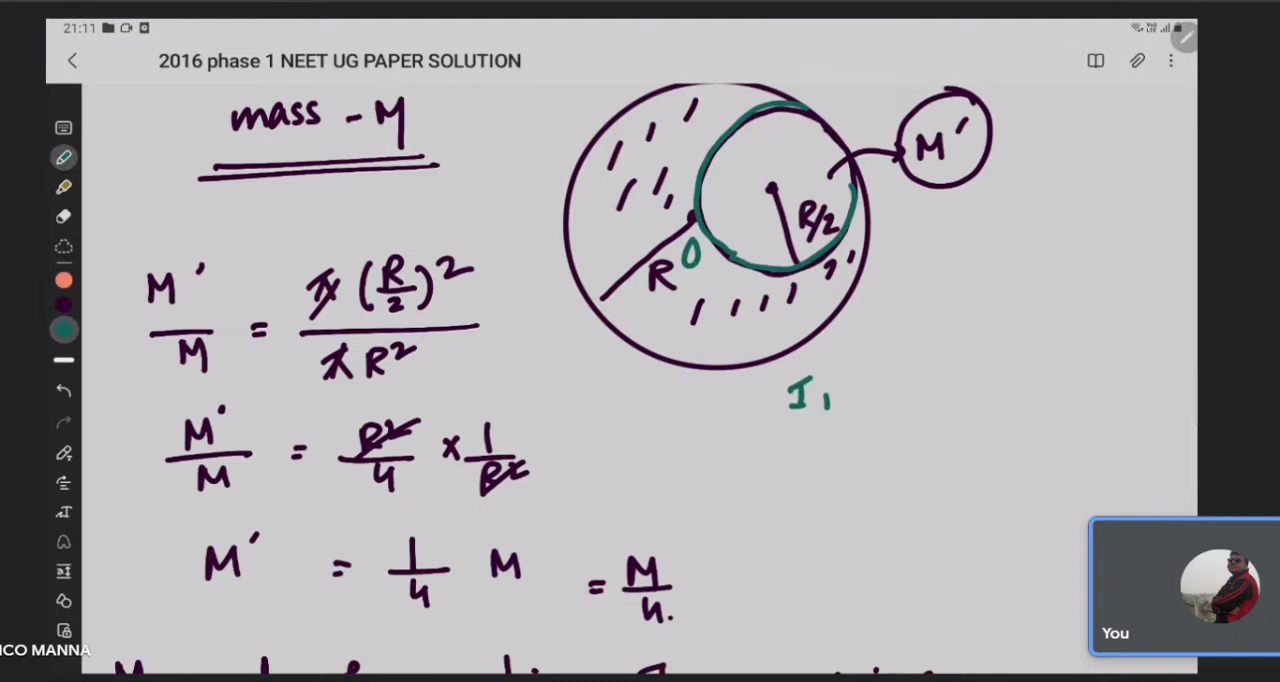 21:11
2016 phase 1 NEET UG PAPER SOLUTION
mass - M
M'
R/2
O
R
M'/M = π(R/2)²/πR²
I₁
M'/M = R²/4 × 1/R²
M' = 1/4 M = M/4.
You
ICO MANNA